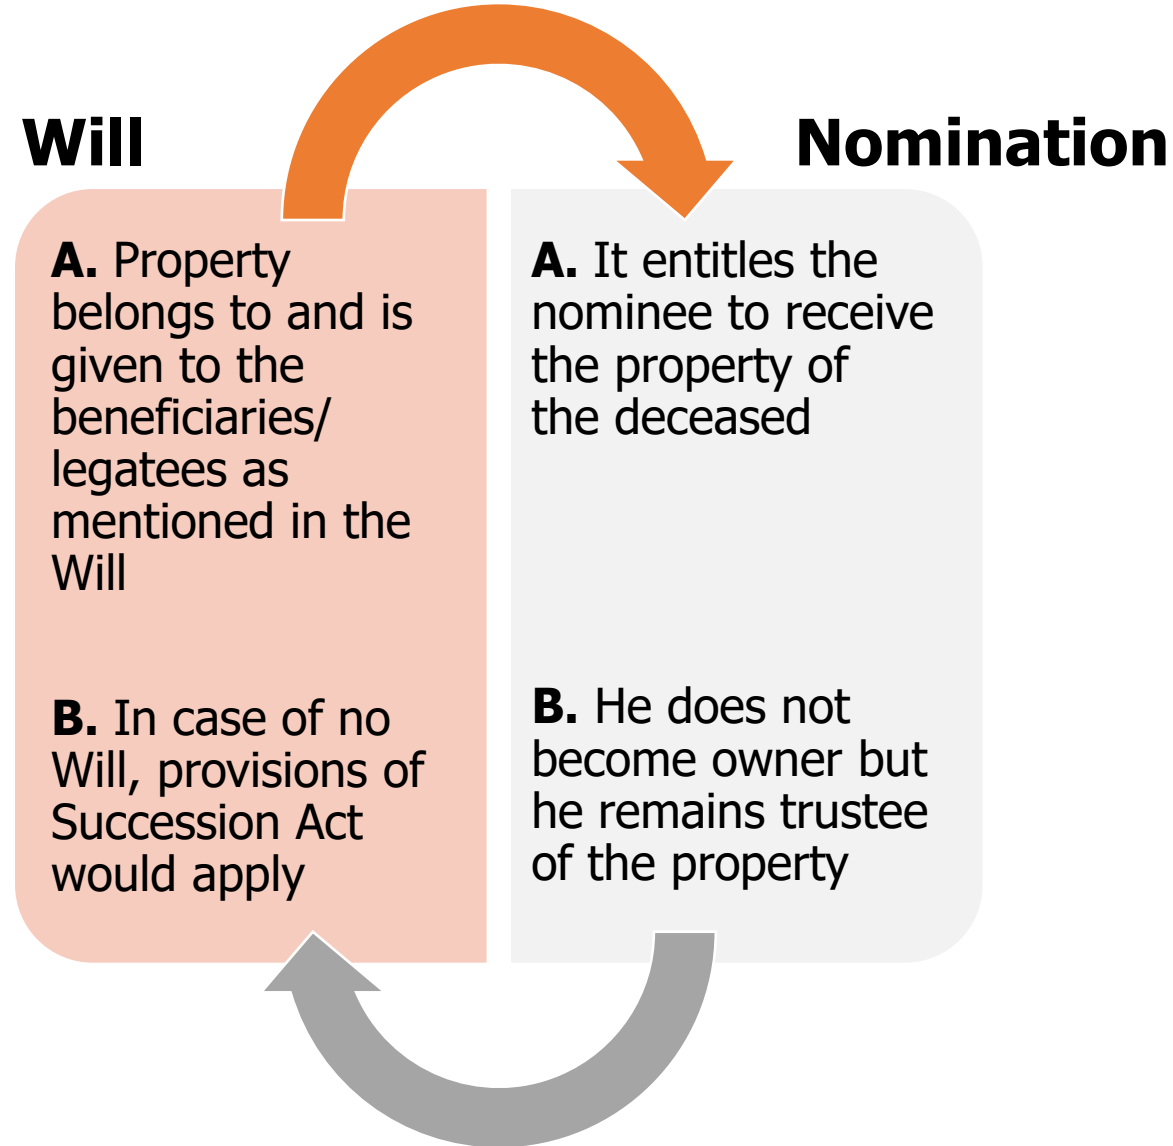 Will
A. Property
belongs to and is
given to the
beneficiaries/
legatees as
mentioned in the
Will
B. In case of no
Will, provisions of
Succession Act
would apply
Nomination
A. It entitles the
nominee to receive
the property of
the deceased
B. He does not
become owner but
he remains trustee
of the property